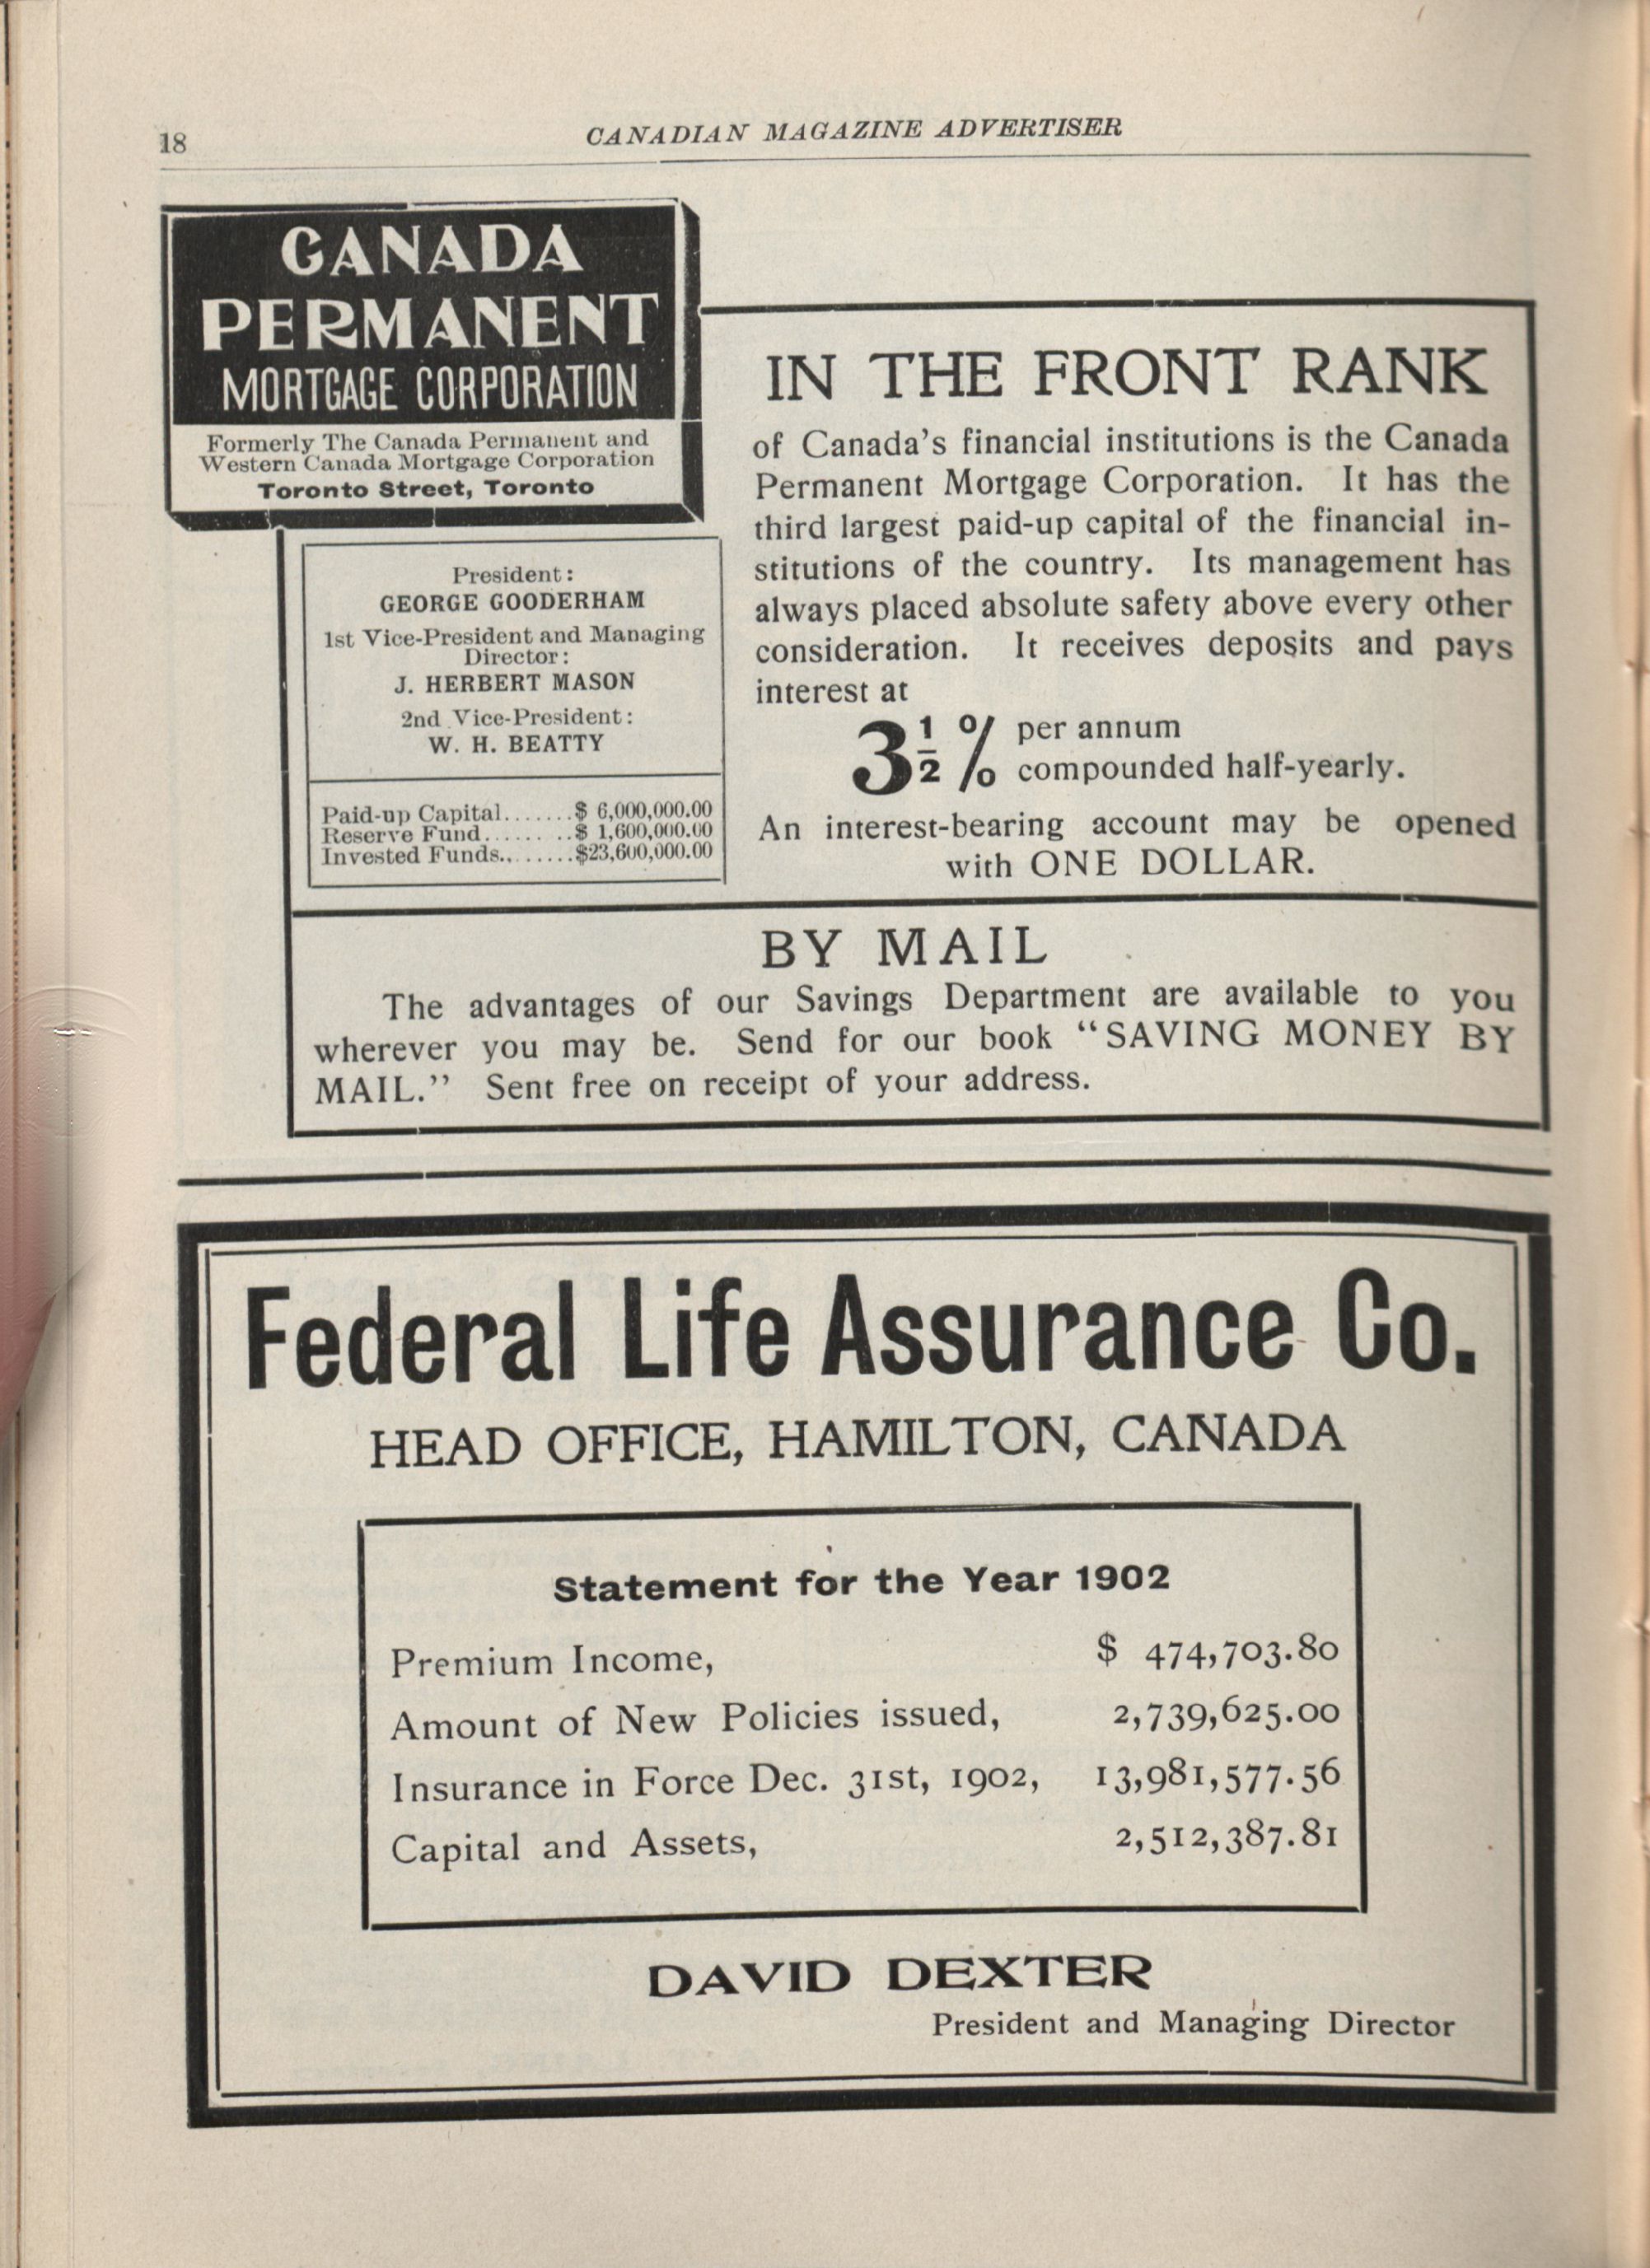 18
CANADIAN MAGAZINE ADVERTISER
CANADA
PERMANENT
MORTGAGE CORPORATION
Formerly The Canada Permanent and
Western Canada Mortgage Corporation
Toronto Street, Toronto
President:
GEORGE GOODERHAM
1st Vice-President and Managing
Director:
J. HERBERT MASON
2nd Vice-President:
W. H. BEATTY
Paid-up Capital.......$ 6,000,000.00
Reserve Fund........$ 1,600,000.00
Invested Funds........$23,600,000.00
IN THE FRONT RANK
of Canada's financial institutions is the Canada
Permanent Mortgage Corporation. It has the
third largest paid-up capital of the financial in-
stitutions of the country. Its management has
always placed absolute safety above every other
consideration. It receives deposits and pays
interest at
3½% per annum
compounded half-yearly.
An interest-bearing account may be opened
with ONE DOLLAR.
BY MAIL
The advantages of our Savings Department are available to you
wherever you may be. Send for our book "SAVING MONEY BY
MAIL." Sent free on receipt of your address.
Federal Life Assurance Co.
HEAD OFFICE, HAMILTON, CANADA
Statement for the Year 1902
Premium Income, $ 474,703.80
Amount of New Policies issued, 2,739,625.00
Insurance in Force Dec. 31st, 1902, 13,981,577.56
Capital and Assets, 2,512,387.81
DAVID DEXTER
President and Managing Director